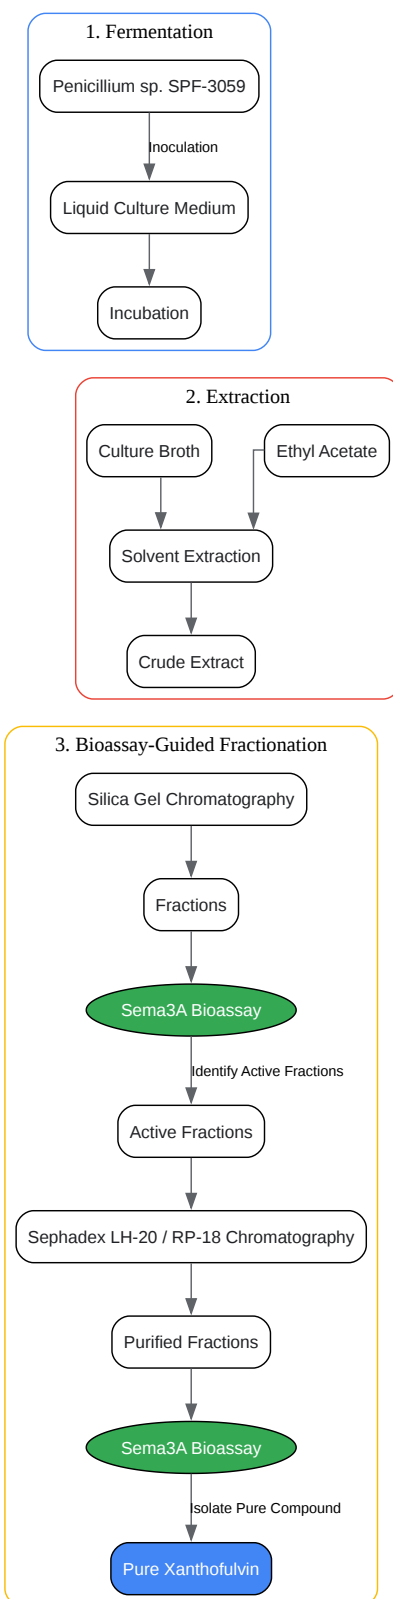 1. Fermentation
Penicillium sp. SPF-3059
Inoculation
Liquid Culture Medium
Incubation
2. Extraction
Culture Broth
Ethyl Acetate
Solvent Extraction
Crude Extract
3. Bioassay-Guided Fractionation
Silica Gel Chromatography
Fractions
Sema3A Bioassay
Identify Active Fractions
Active Fractions
Sephadex LH-20 / RP-18 Chromatography
Purified Fractions
Sema3A Bioassay
Isolate Pure Compound
Pure Xanthofulvin